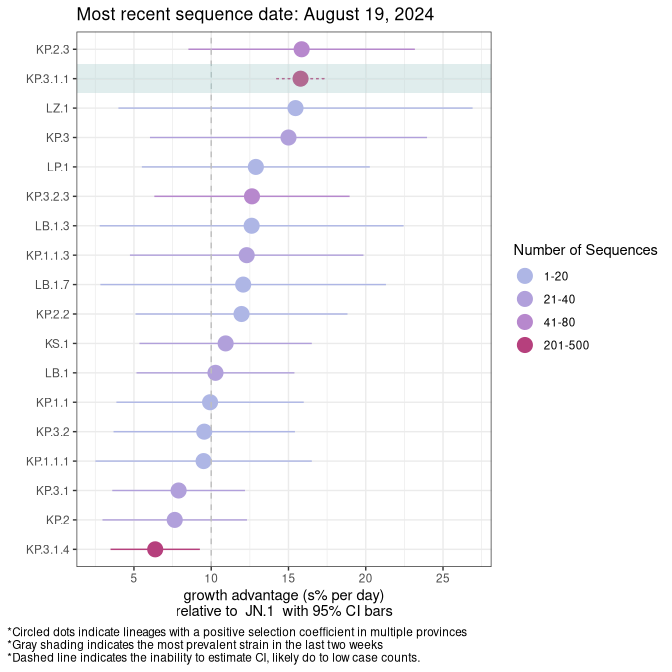 Most recent sequence date: August 19, 2024
KP.2.3
KP.3.1.1
LZ.1
KP.3
LP.1
KP.3.2.3
LB.1.3
KP.1.1.3
LB.1.7
KP.2.2
KS.1
LB.1
KP.1.1
KP.3.2
KP.1.1.1
KP.3.1
KP.2
KP.3.1.4
5 10 15 20 25
growth advantage (s% per day)
relative to JN.1 with 95% CI bars
Number of Sequences
1-20
21-40
41-80
201-500
*Circled dots indicate lineages with a positive selection coefficient in multiple provinces
*Gray shading indicates the most prevalent strain in the last two weeks
*Dashed line indicates the inability to estimate CI, likely do to low case counts.